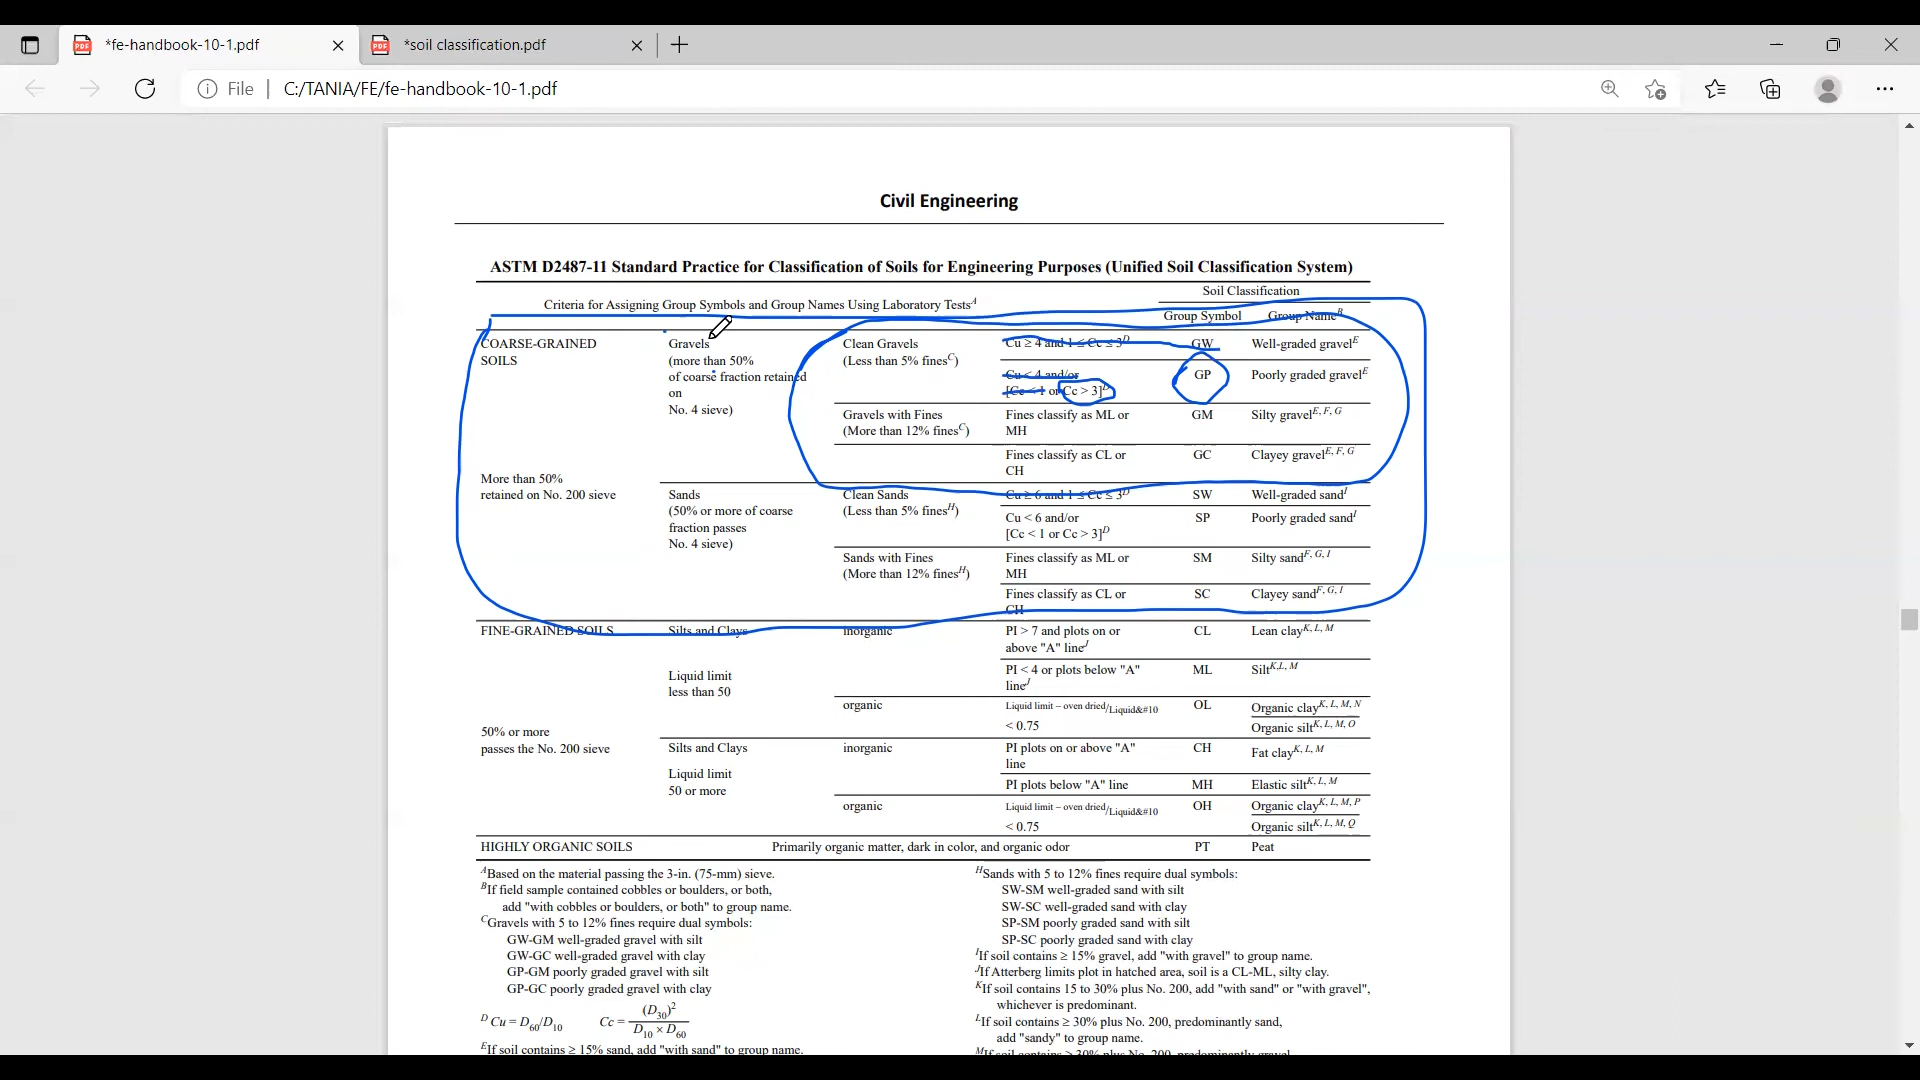 *fe-handbook-10-1.pdf
*soil classification.pdf
File | C:/TANIA/FE/fe-handbook-10-1.pdf
Civil Engineering
ASTM D2487-11 Standard Practice for Classification of Soils for Engineering Purposes (Unified Soil Classification System)
Criteria for Assigning Group Symbols and Group Names Using Laboratory Tests^A
Soil Classification
Group Symbol Group Name^B
COARSE-GRAINED
SOILS
More than 50%
retained on No. 200 sieve
Gravels
(more than 50%
of coarse fraction retained
on
No. 4 sieve)
Clean Gravels
(Less than 5% fines^C)
Cu ≥ 4 and 1 ≤ Cc ≤ 3^D GW Well-graded gravel^E
Cu < 4 and/or
[Cc < 1 or Cc > 3]^D
GP Poorly graded gravel^E
Gravels with Fines
(More than 12% fines^C)
Fines classify as ML or
MH
GM Silty gravel^E, F, G
Fines classify as CL or
CH
GC Clayey gravel^E, F, G
Sands
(50% or more of coarse
fraction passes
No. 4 sieve)
Clean Sands
(Less than 5% fines^H)
Cu ≥ 6 and 1 ≤ Cc ≤ 3^D SW Well-graded sand^I
Cu < 6 and/or
[Cc < 1 or Cc > 3]^D
SP Poorly graded sand^I
Sands with Fines
(More than 12% fines^H)
Fines classify as ML or
MH
SM Silty sand^F, G, I
Fines classify as CL or
CH
SC Clayey sand^F, G, I
FINE-GRAINED SOILS
50% or more
passes the No. 200 sieve
Silts and Clays
Liquid limit
less than 50
inorganic
PI > 7 and plots on or
above "A" line^J
CL Lean clay^K, L, M
PI < 4 or plots below "A"
line^J
ML Silt^K,L, M
organic
Liquid limit – oven dried/Liquid&#10
< 0.75
OL Organic clay^K, L, M, N
Organic silt^K, L, M, O
Silts and Clays
Liquid limit
50 or more
inorganic
PI plots on or above "A"
line
CH Fat clay^K, L, M
PI plots below "A" line MH Elastic silt^K, L, M
organic
Liquid limit – oven dried/Liquid&#10
< 0.75
OH Organic clay^K, L, M, P
Organic silt^K, L, M, Q
HIGHLY ORGANIC SOILS Primarily organic matter, dark in color, and organic odor PT Peat
^ABased on the material passing the 3-in. (75-mm) sieve.
^BIf field sample contained cobbles or boulders, or both,
add "with cobbles or boulders, or both" to group name.
^CGravels with 5 to 12% fines require dual symbols:
GW-GM well-graded gravel with silt
GW-GC well-graded gravel with clay
GP-GM poorly graded gravel with silt
GP-GC poorly graded gravel with clay
^D Cu = D60/D10 Cc = (D30)^2 / D10 × D60
^EIf soil contains ≥ 15% sand, add "with sand" to group name.
^HSands with 5 to 12% fines require dual symbols:
SW-SM well-graded sand with silt
SW-SC well-graded sand with clay
SP-SM poorly graded sand with silt
SP-SC poorly graded sand with clay
^IIf soil contains ≥ 15% gravel, add "with gravel" to group name.
^JIf Atterberg limits plot in hatched area, soil is a CL-ML, silty clay.
^KIf soil contains 15 to 30% plus No. 200, add "with sand" or "with gravel",
whichever is predominant.
^LIf soil contains ≥ 30% plus No. 200, predominantly sand,
add "sandy" to group name.
^MIf soil contains ≥ 30% plus No. 200, predominantly gravel